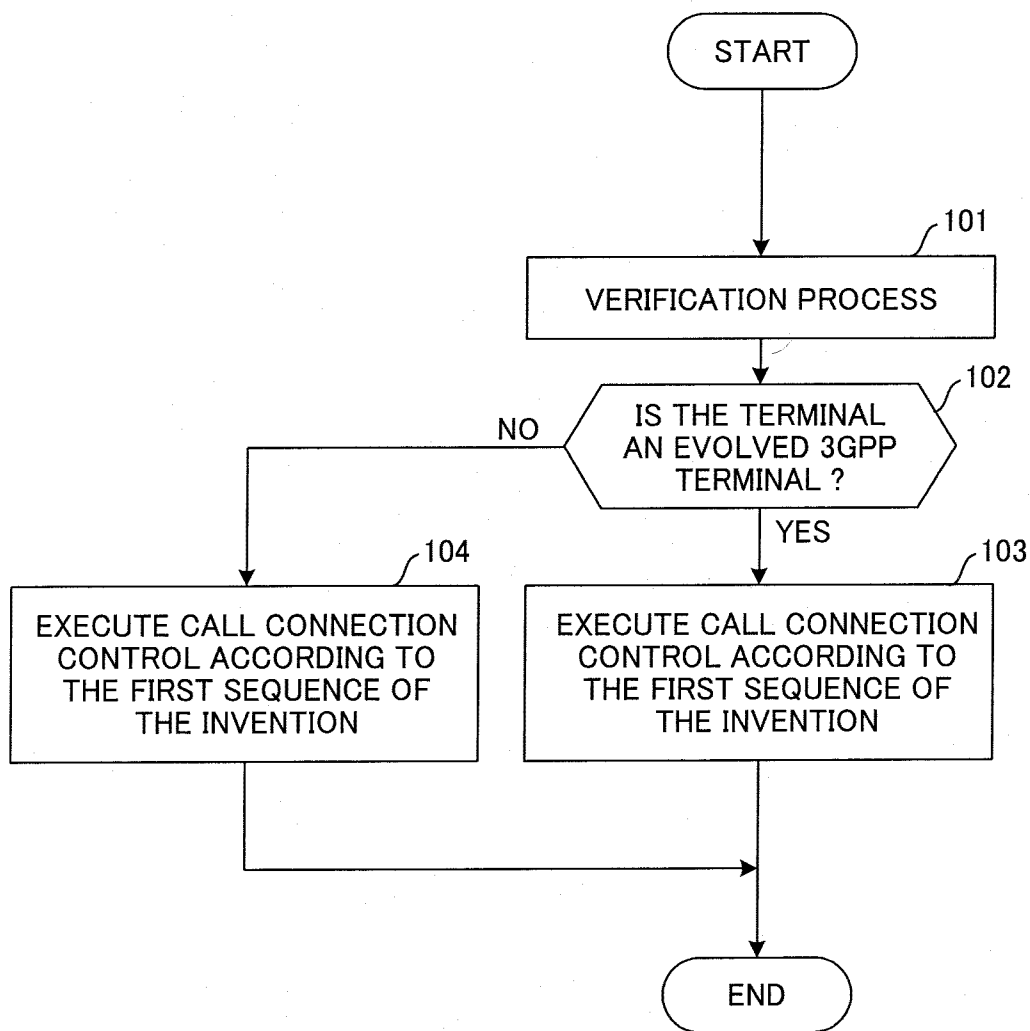 START
101
VERIFICATION PROCESS
102
IS THE TERMINAL
AN EVOLVED 3GPP
TERMINAL ?
NO
YES
104
EXECUTE CALL CONNECTION
CONTROL ACCORDING TO
THE FIRST SEQUENCE OF
THE INVENTION
103
EXECUTE CALL CONNECTION
CONTROL ACCORDING TO
THE FIRST SEQUENCE OF
THE INVENTION
END